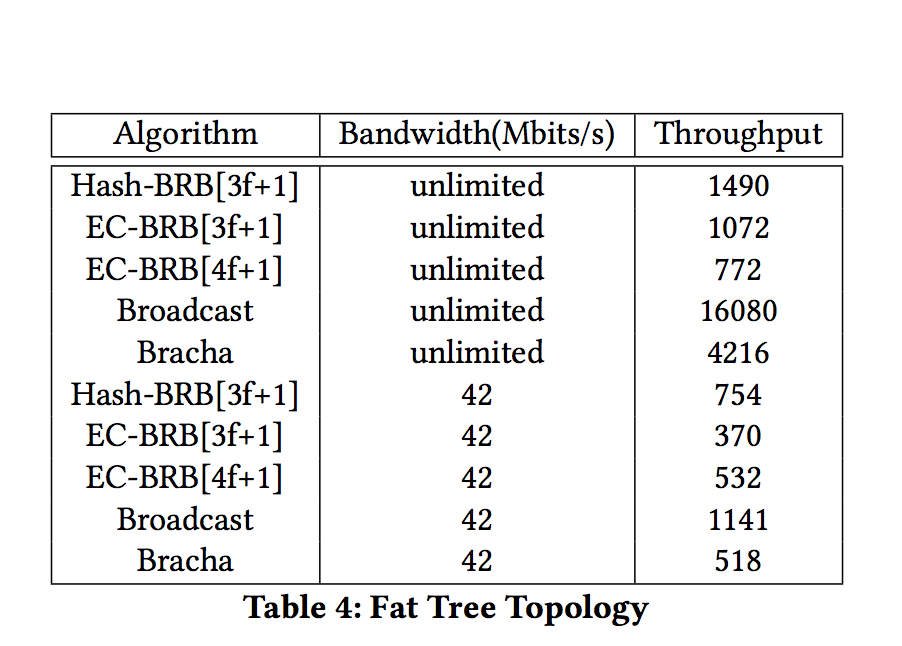 Algorithm Bandwidth(Mbits/s) Throughput
Hash-BRB[3f+1] unlimited 1490
EC-BRB[3f+1] unlimited 1072
EC-BRB[4f+1] unlimited 772
Broadcast unlimited 16080
Bracha unlimited 4216
Hash-BRB[3f+1] 42 754
EC-BRB[3f+1] 42 370
EC-BRB[4f+1] 42 532
Broadcast 42 1141
Bracha 42 518
Table 4: Fat Tree Topology